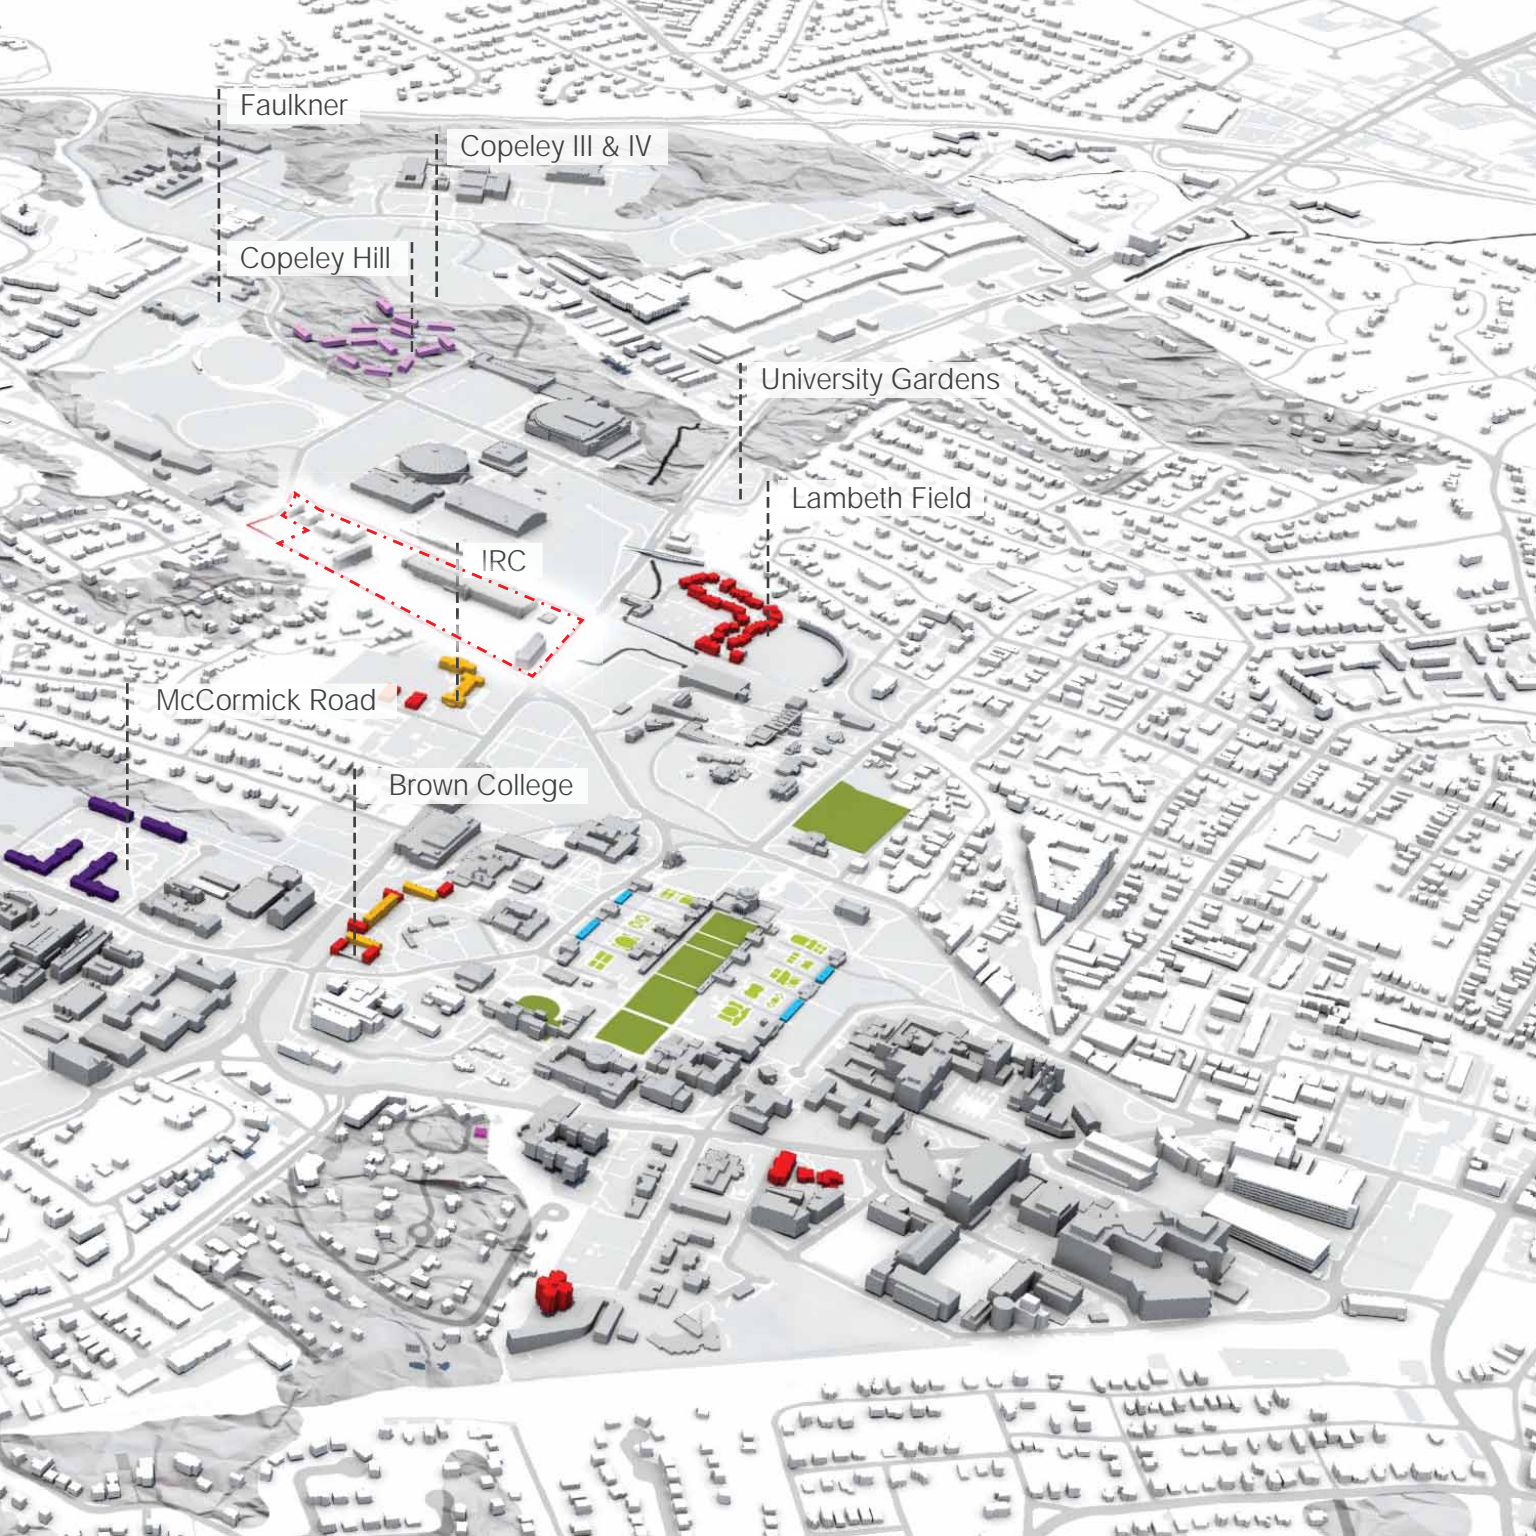 Faulkner
Copeley III & IV
Copeley Hill
University Gardens
Lambeth Field
IRC
McCormick Road
Brown College